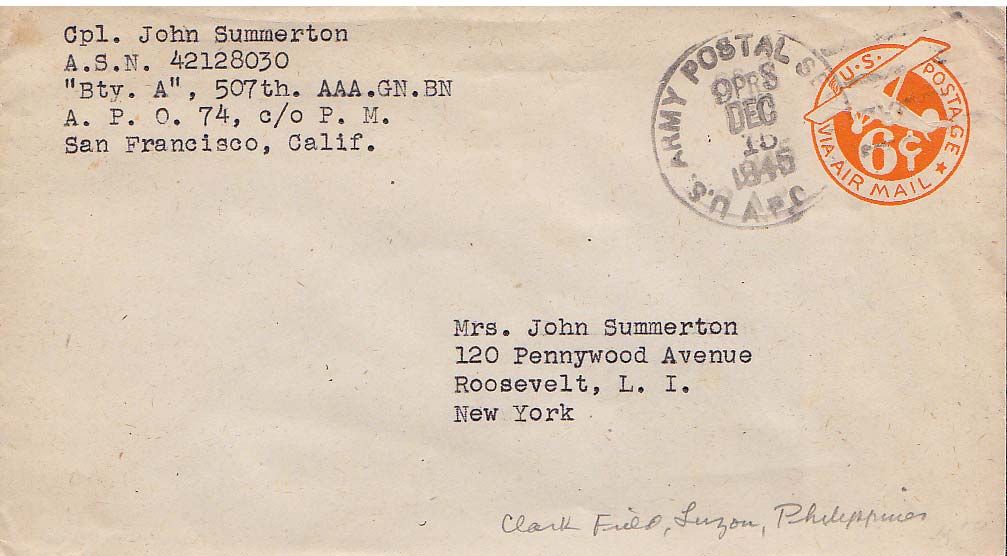 Cpl. John Summerton
A.S.N. 42128030
"Bty. A", 507th. AAA.GN.BN
A. P. O. 74, c/o P. M.
San Francisco, Calif.
U.S. ARMY POSTAL
DEC
1945
A.P.O
U.S. POSTAGE
6¢
VIA·AIR MAIL
Mrs. John Summerton
120 Pennywood Avenue
Roosevelt, L. I.
New York
Clark Field, Luzon, Philippines